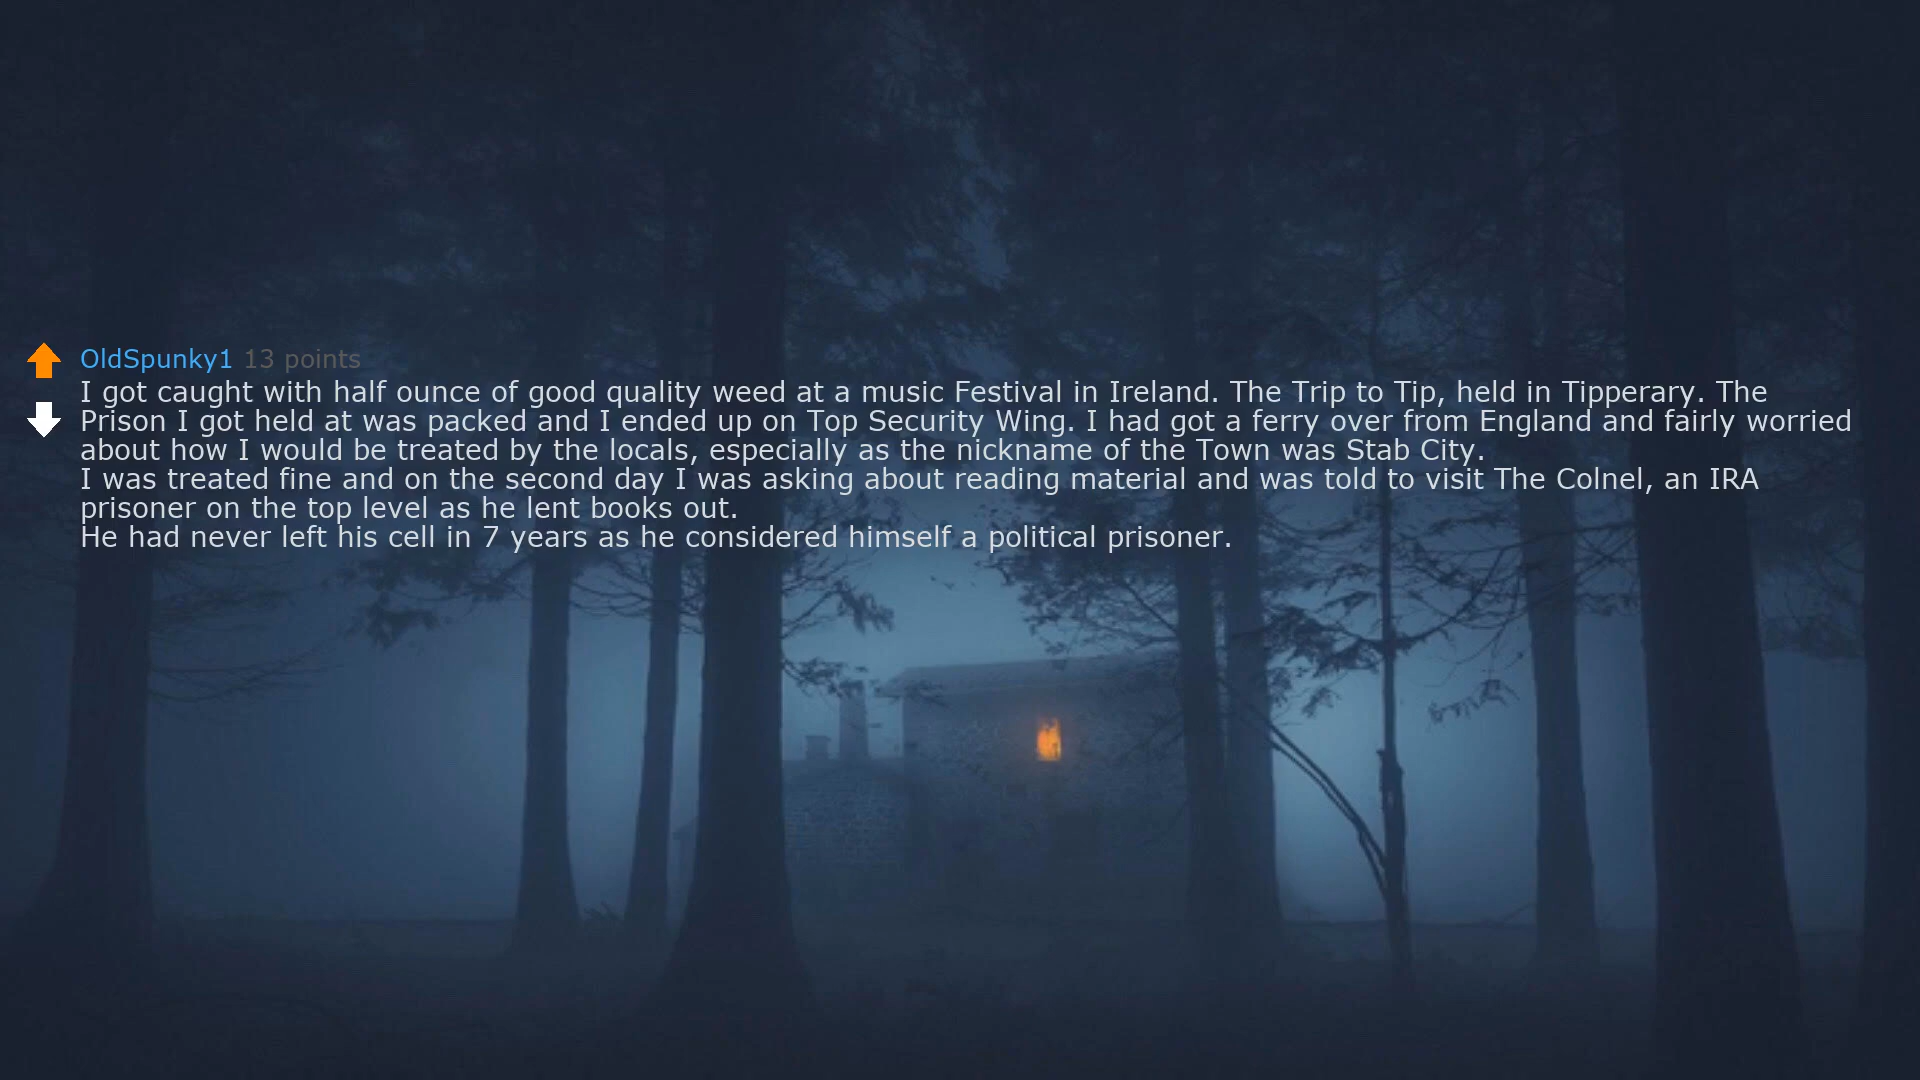 OldSpunky1 13 points
I got caught with half ounce of good quality weed at a music Festival in Ireland. The Trip to Tip, held in Tipperary. The
Prison I got held at was packed and I ended up on Top Security Wing. I had got a ferry over from England and fairly worried
about how I would be treated by the locals, especially as the nickname of the Town was Stab City.
I was treated fine and on the second day I was asking about reading material and was told to visit The Colnel, an IRA
prisoner on the top level as he lent books out.
He had never left his cell in 7 years as he considered himself a political prisoner.